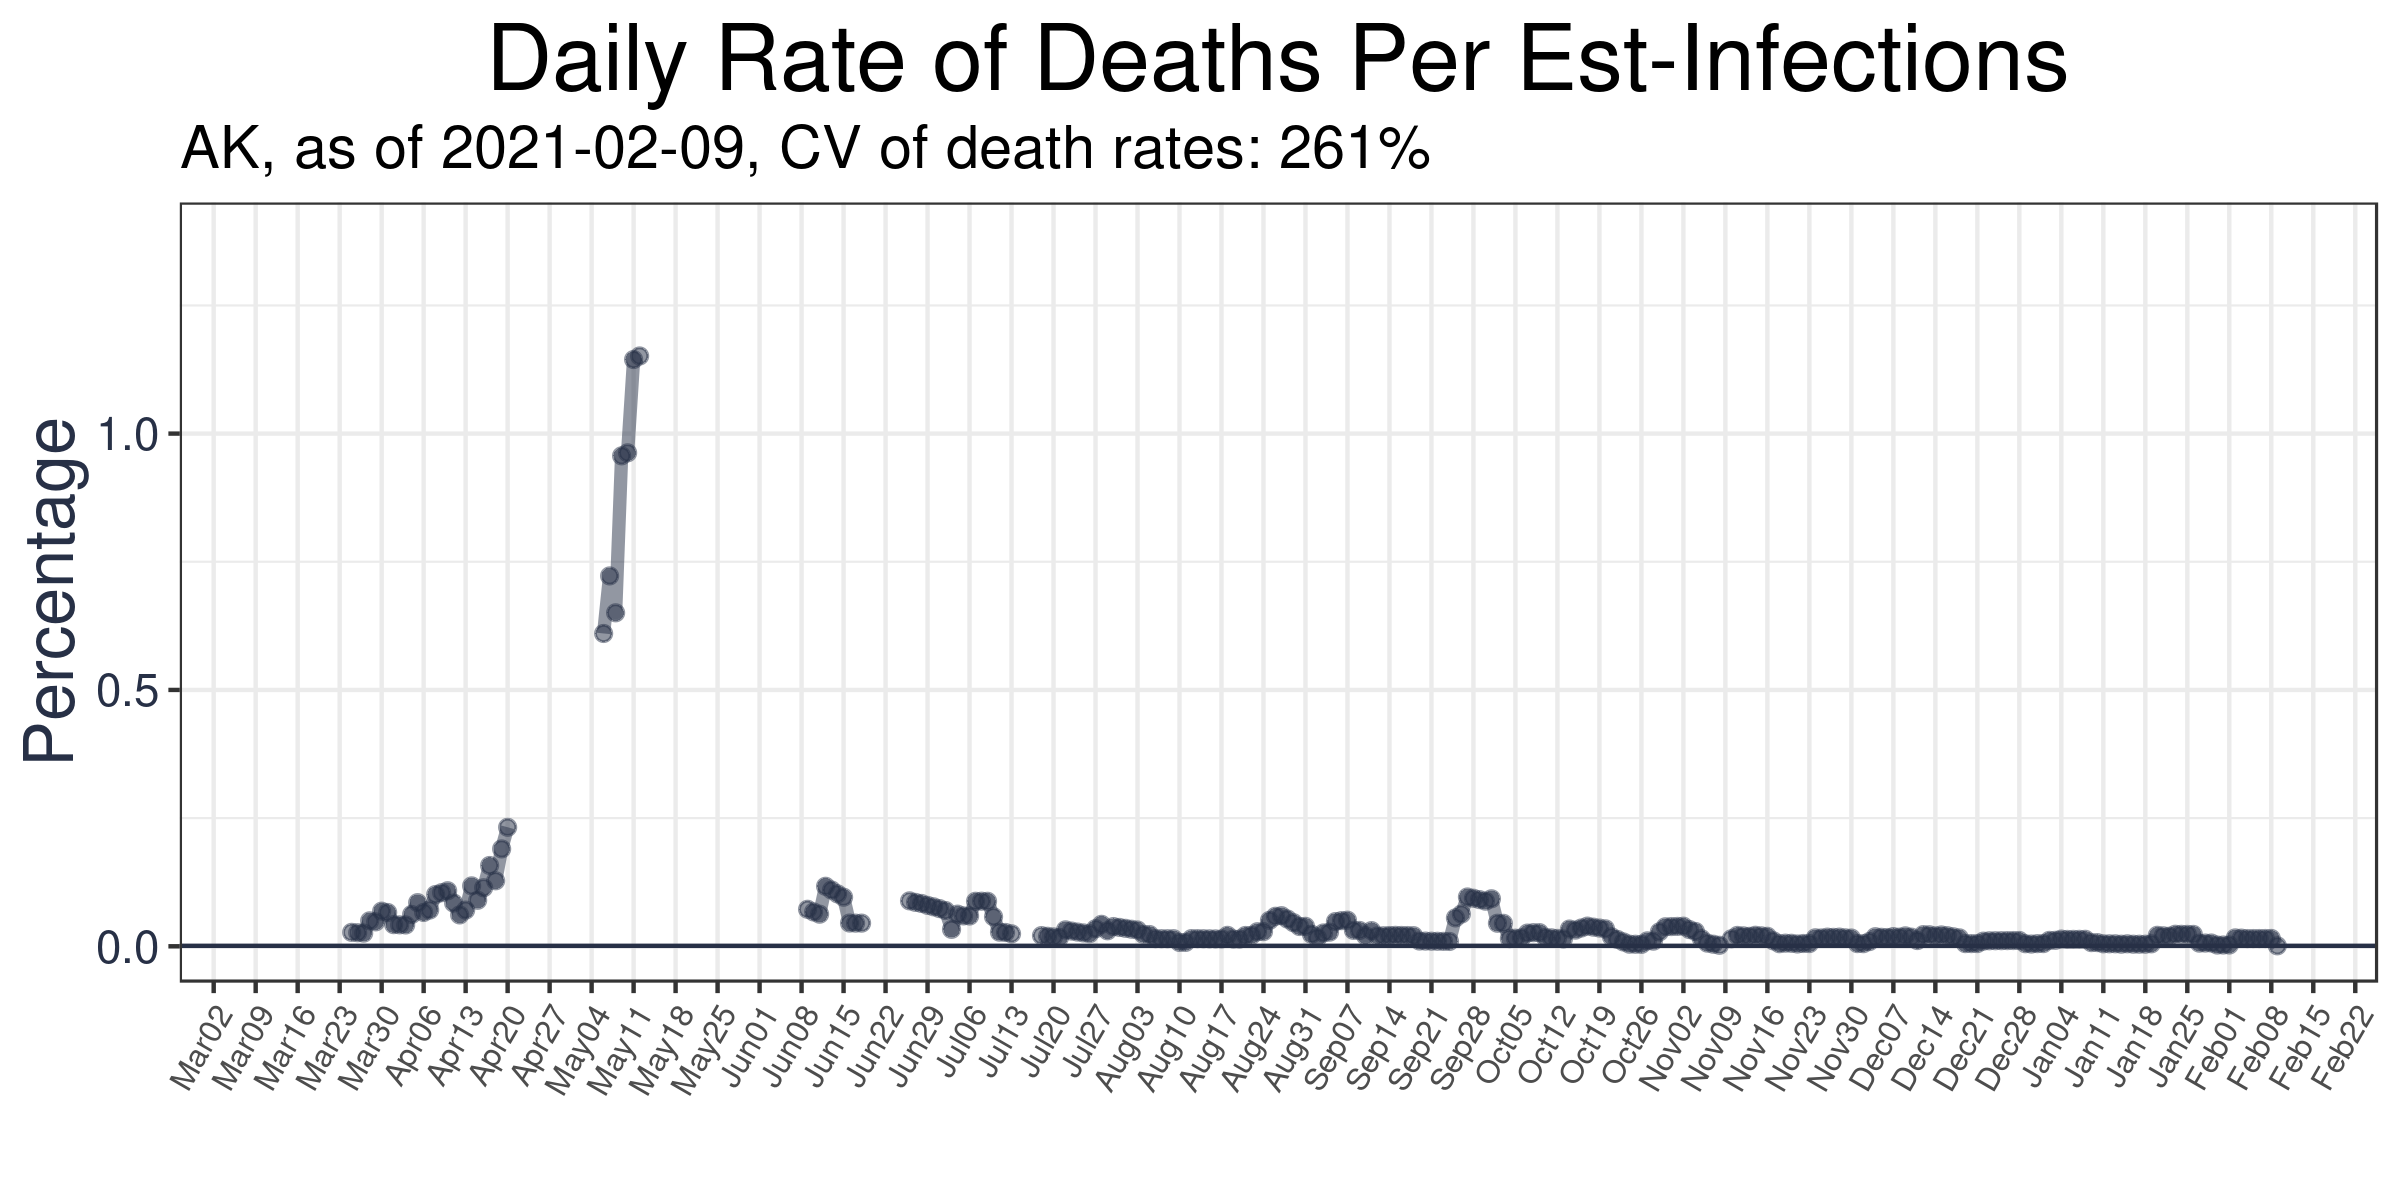 Daily Rate of Deaths Per Est-Infections
AK, as of 2021-02-09, CV of death rates: 261%
Percentage
1.0
0.5
0.0
Mar02 Mar09 Mar16 Mar23 Mar30 Apr06 Apr13 Apr20 Apr27 May04 May11 May18 May25 Jun01 Jun08 Jun15 Jun22 Jun29 Jul06 Jul13 Jul20 Jul27 Aug03 Aug10 Aug17 Aug24 Aug31 Sep07 Sep14 Sep21 Sep28 Oct05 Oct12 Oct19 Oct26 Nov02 Nov09 Nov16 Nov23 Nov30 Dec07 Dec14 Dec21 Dec28 Jan04 Jan11 Jan18 Jan25 Feb01 Feb08 Feb15 Feb22